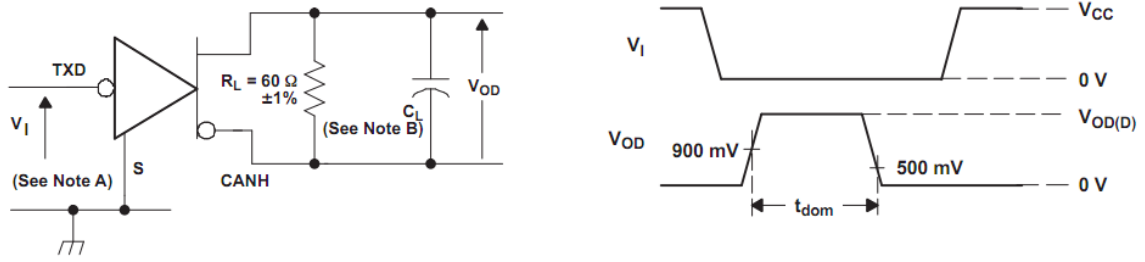 TXD
V_I
(See Note A)
S
R_L = 60 Ω
±1%
(See Note B)
C_L
V_OD
CANH
V_I
V_CC
0 V
V_OD
900 mV
V_OD(D)
500 mV
0 V
t_dom